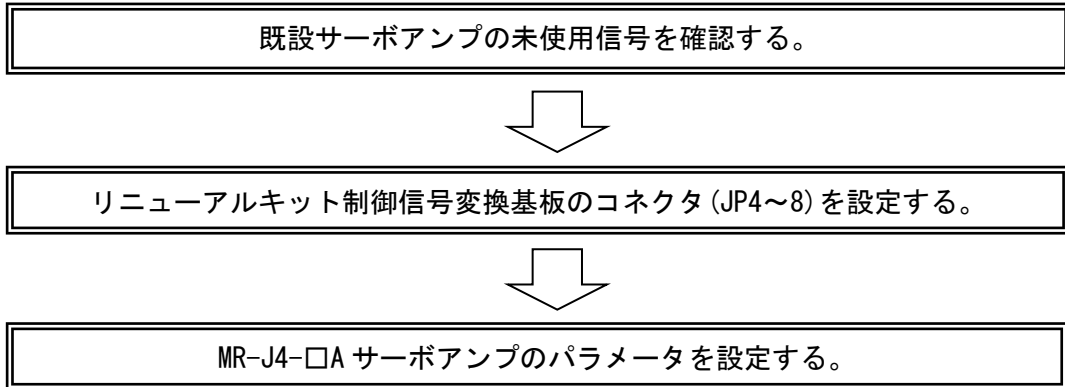 既設サーボアンプの未使用信号を確認する。
リニューアルキット制御信号変換基板のコネクタ(JP4～8)を設定する。
MR-J4-□A サーボアンプのパラメータを設定する。